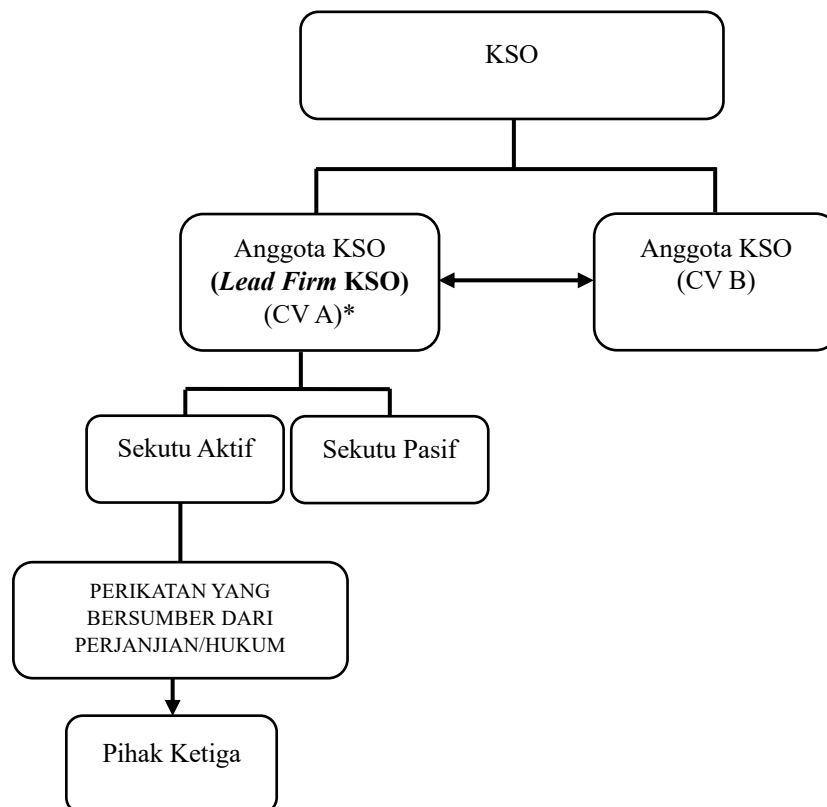 KSO
Anggota KSO
(Lead Firm KSO)
(CV A)*
Anggota KSO
(CV B)
Sekutu Aktif
Sekutu Pasif
PERIKATAN YANG
BERSUMBER DARI
PERJANJIAN/HUKUM
Pihak Ketiga